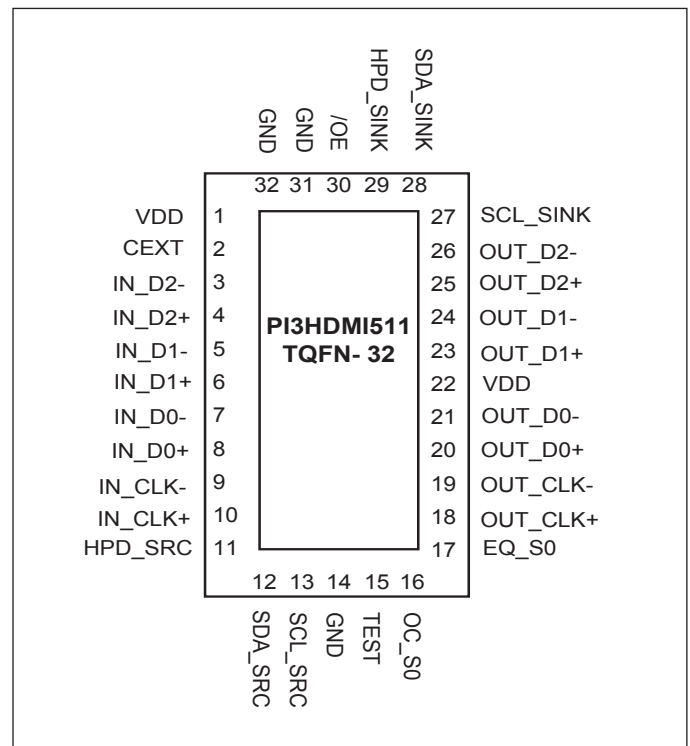 GND GND /OE HPD_SINK SDA_SINK
32 31 30 29 28
VDD 1 27 SCL_SINK
CEXT 2 26 OUT_D2-
IN_D2- 3 25 OUT_D2+
IN_D2+ 4 24 OUT_D1-
IN_D1- 5 23 OUT_D1+
IN_D1+ 6 22 VDD
IN_D0- 7 21 OUT_D0-
IN_D0+ 8 20 OUT_D0+
IN_CLK- 9 19 OUT_CLK-
IN_CLK+ 10 18 OUT_CLK+
HPD_SRC 11 17 EQ_S0
PI3HDMI511
TQFN- 32
12 13 14 15 16
SDA_SRC SCL_SRC GND TEST OC_S0